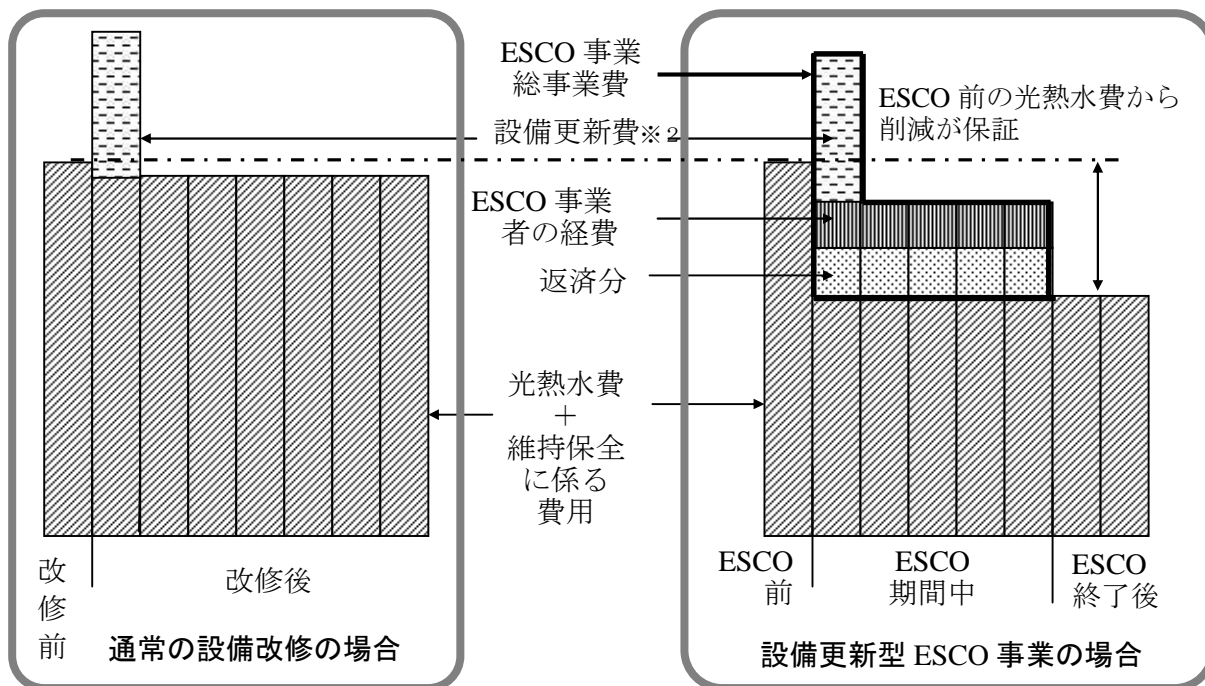 ESCO 事業
総事業費
設備更新費※2
ESCO 事業
者の経費
返済分
光熱水費
＋
維持保全
に係る
費用
改
修
前
改修後
通常の設備改修の場合
ESCO 前の光熱水費から
削減が保証
ESCO
前
ESCO
期間中
ESCO
終了後
設備更新型 ESCO 事業の場合